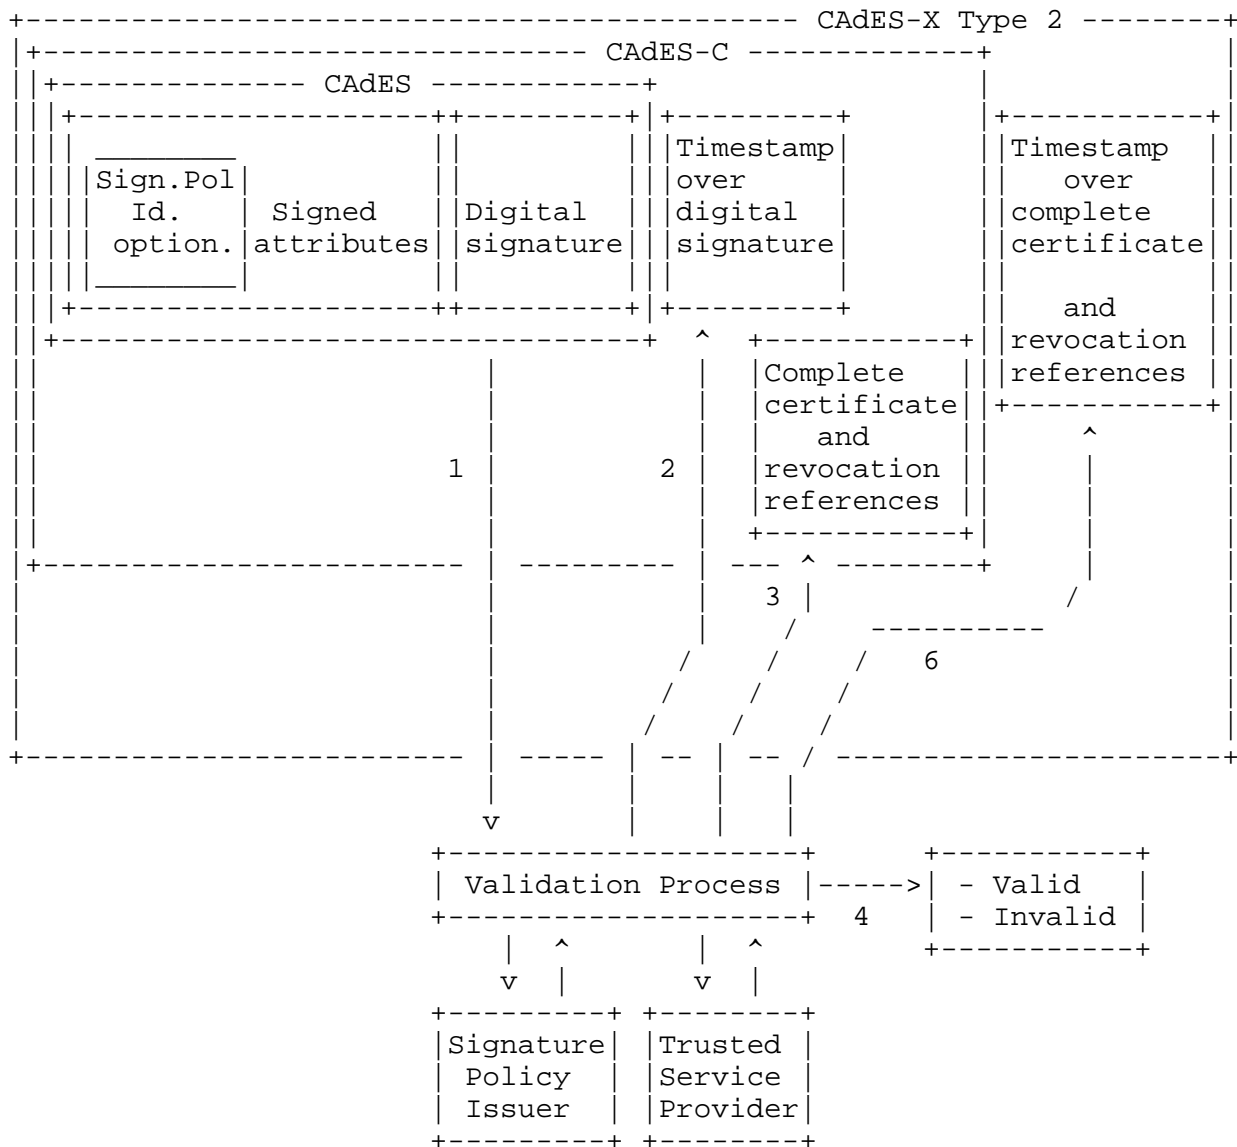 CAdES-X Type 2
CAdES-C
CAdES
Timestamp
over
digital
signature
Timestamp
over
complete
certificate
and
revocation
references
Sign.Pol
Id.
option.
Signed
attributes
Digital
signature
Complete
certificate
and
revocation
references
1
2
3
6
Validation Process
4
- Valid
- Invalid
Signature
Policy
Issuer
Trusted
Service
Provider